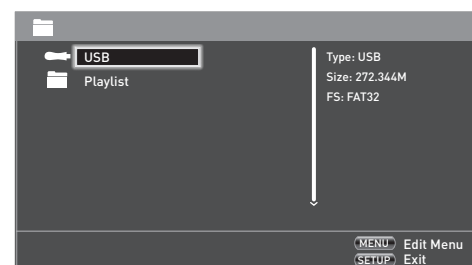 USB
Playlist
Type: USB
Size: 272.344M
FS: FAT32
MENU Edit Menu
SETUP Exit